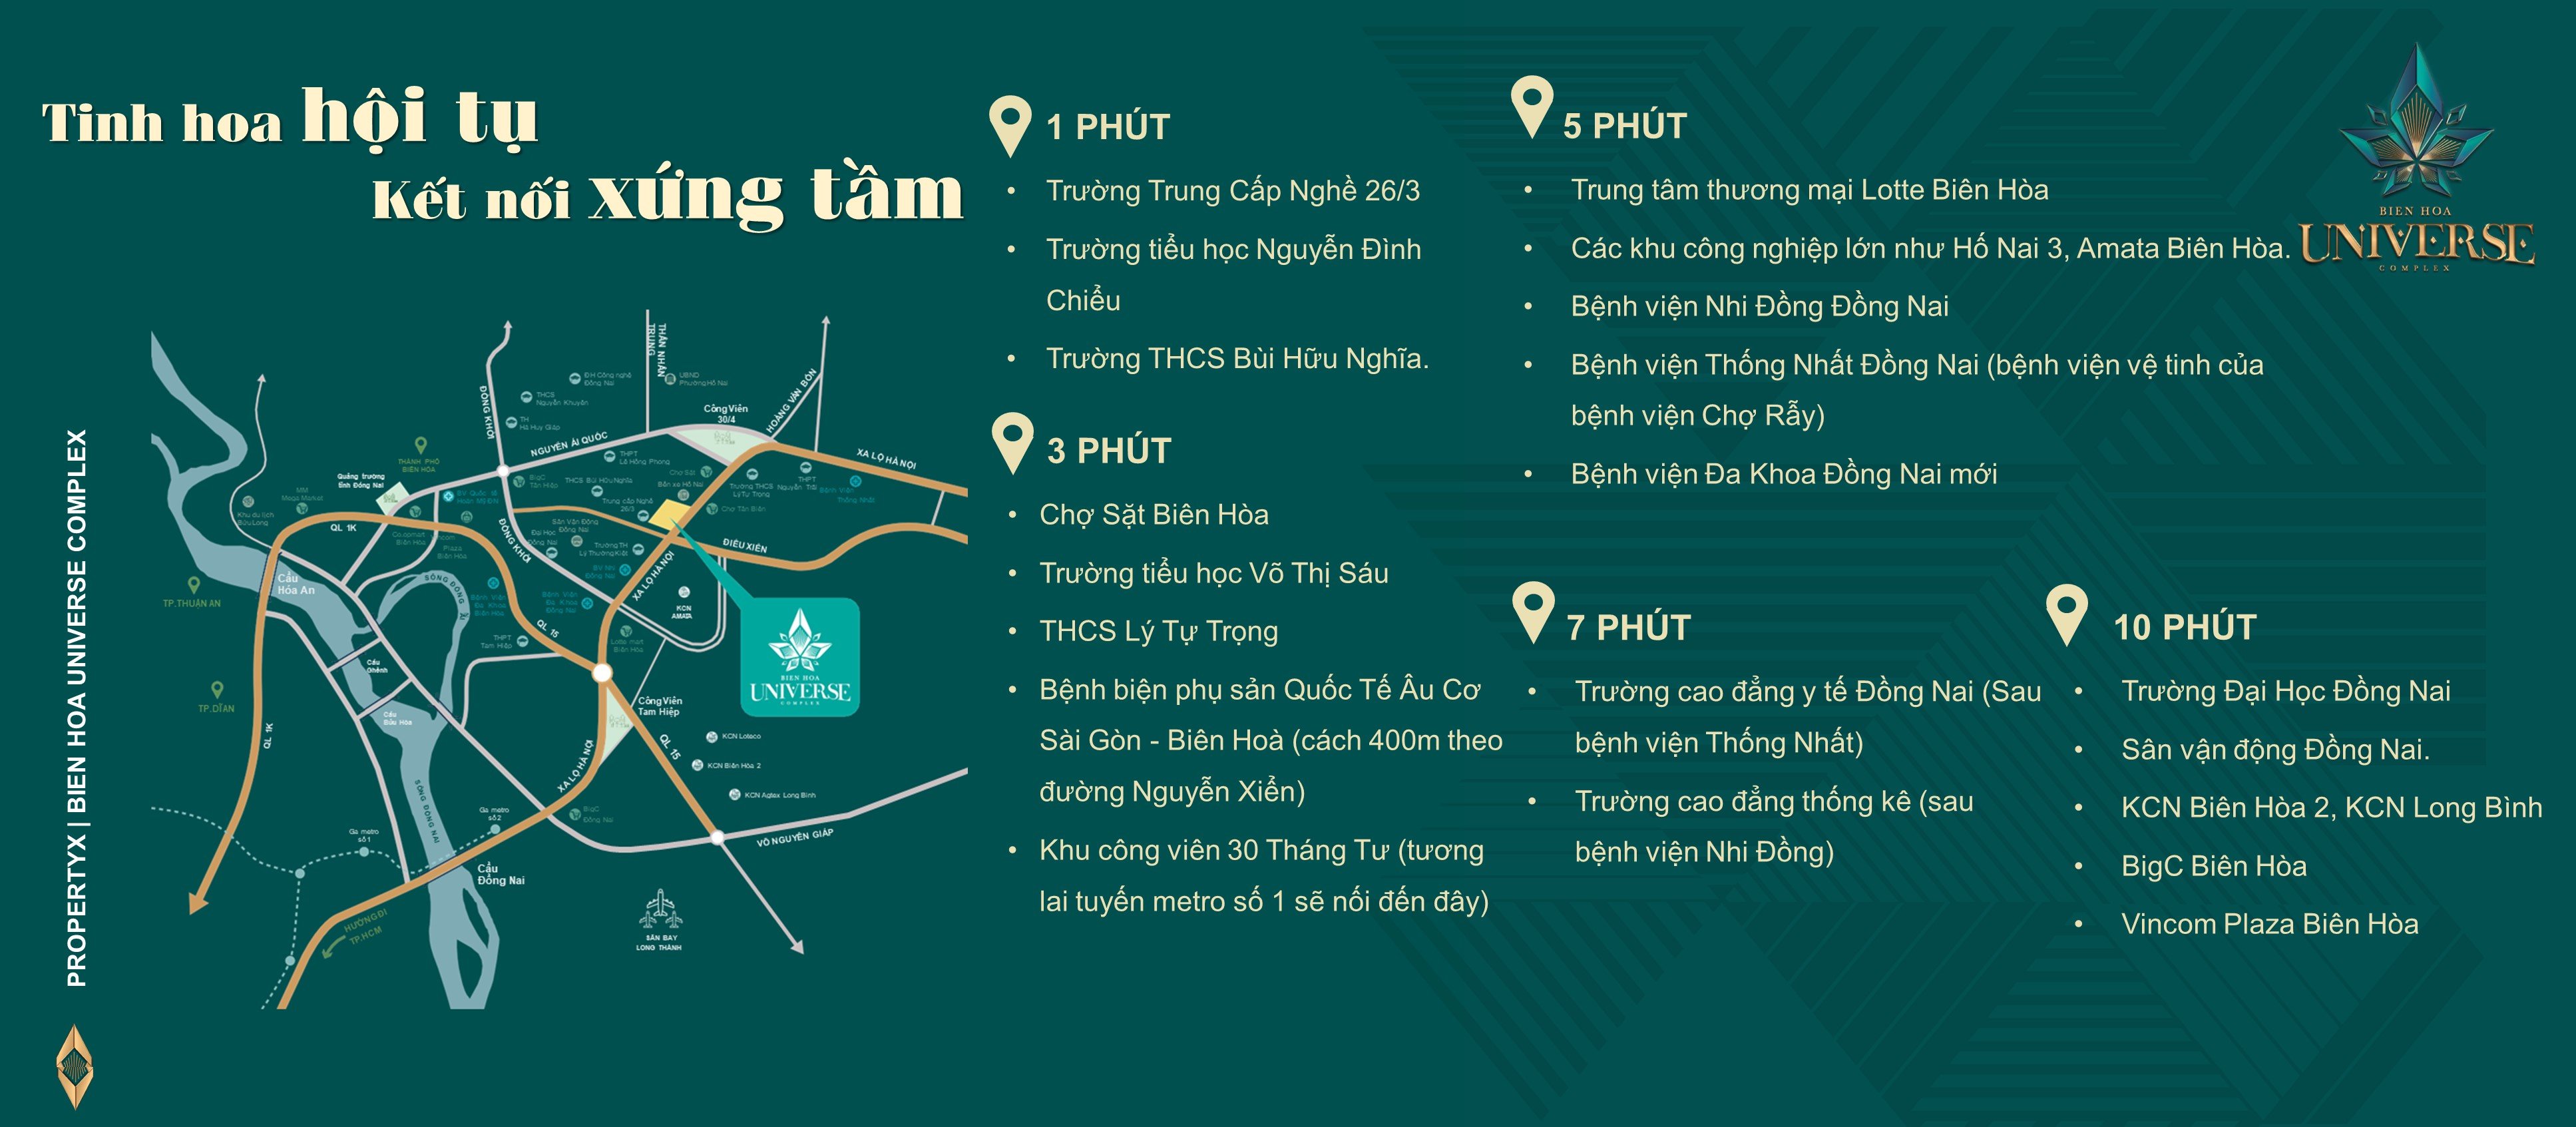 Tinh hoa hội tụ
Kết nối xứng tầm
PROPERTYX | BIEN HOA UNIVERSE COMPLEX
1 PHÚT
• Trường Trung Cấp Nghề 26/3
• Trường tiểu học Nguyễn Đình
Chiểu
• Trường THCS Bùi Hữu Nghĩa.
3 PHÚT
• Chợ Sặt Biên Hòa
• Trường tiểu học Võ Thị Sáu
• THCS Lý Tự Trọng
• Bệnh biện phụ sản Quốc Tế Âu Cơ
Sài Gòn - Biên Hoà (cách 400m theo
đường Nguyễn Xiển)
• Khu công viên 30 Tháng Tư (tương
lai tuyến metro số 1 sẽ nối đến đây)
5 PHÚT
• Trung tâm thương mại Lotte Biên Hòa
• Các khu công nghiệp lớn như Hố Nai 3, Amata Biên Hòa.
• Bệnh viện Nhi Đồng Đồng Nai
• Bệnh viện Thống Nhất Đồng Nai (bệnh viện vệ tinh của
bệnh viện Chợ Rẫy)
• Bệnh viện Đa Khoa Đồng Nai mới
7 PHÚT
• Trường cao đẳng y tế Đồng Nai (Sau
bệnh viện Thống Nhất)
• Trường cao đẳng thống kê (sau
bệnh viện Nhi Đồng)
10 PHÚT
• Trường Đại Học Đồng Nai
• Sân vận động Đồng Nai.
• KCN Biên Hòa 2, KCN Long Bình
• BigC Biên Hòa
• Vincom Plaza Biên Hòa
BIEN HOA
UNIVERSE
COMPLEX
THÂN NHÂN
TRUNG
ĐH Công nghệ
Đồng Nai
UBND
Phường Hố Nai
THCS
Nguyễn Khuyến
TH
Hà Huy Giáp
ĐỒNG KHỞI
Công Viên
30/4
HOÀNG VĂN BỔN
NGUYỄN ÁI QUỐC
XA LỘ HÀ NỘI
THÀNH PHỐ
BIÊN HÒA
THPT
Lê Hồng Phong
Chợ Sặt
Quảng trường
tỉnh Đồng Nai
BigC
Tân Hiệp
THCS Bùi Hữu Nghĩa
Bến xe Hố Nai
Trường THCS
Lý Tự Trọng
THPT
Nguyễn Trãi
Bệnh Viện
Thống Nhất
MM
Mega Market
Khu du lịch
Bửu Long
Trung cấp Nghề
26/3
Chợ Tân Biên
QL 1K
Co.opmart
Biên Hòa
Vincom
Plaza
Biên Hòa
ĐỒNG KHỞI
Sân Vận Động
Đồng Nai
Đại Học
Đồng Nai
Trường TH
Lý Thường Kiệt
ĐIỂU XIỂN
BV Nhi
Đồng Nai
XA LỘ HÀ NỘI
Cầu
Hóa An
SÔNG ĐỒNG NAI
Bệnh Viện
Đa Khoa
Biên Hòa
Bệnh Viện
Đa Khoa
Đồng Nai
KCN
AMATA
TP.THUẬN AN
QL 15
THPT
Tam Hiệp
Lotte mart
Biên Hòa
BIEN HOA
UNIVERSE
COMPLEX
Cầu
Ghềnh
TP.DĨ AN
Cầu
Bửu Hòa
Công Viên
Tam Hiệp
QL 1K
QL 15
KCN Loteco
KCN Biên Hòa 2
XA LỘ HÀ NỘI
KCN Agtex Long Bình
SÔNG ĐỒNG NAI
BigC
Đồng Nai
Ga metro
số 2
Ga metro
số 1
VÕ NGUYÊN GIÁP
Cầu
Đồng Nai
HƯỚNG ĐI
TP.HCM
SÂN BAY
LONG THÀNH